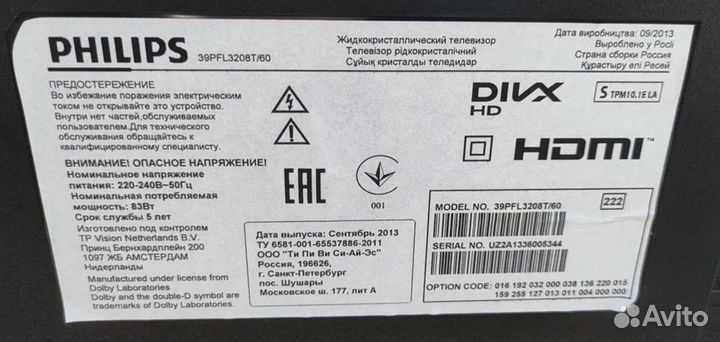 PHILIPS
39PFL3208T/60
Жидкокристаллический телевизор
Телевізор рідкокристалічний
Сұйық кристалды теледидар
Дата виробництва: 09/2013
Вироблено у Росії
Страна сборки Россия
Құрастыру елі Ресей
ПРЕДОСТЕРЕЖЕНИЕ
Во избежание поражения электрическим
током не открывайте это устройство.
Внутри нет частей,обслуживаемых
пользователем.Для технического
обслуживания обращайтесь к
квалифицированному специалисту.
ВНИМАНИЕ! ОПАСНОЕ НАПРЯЖЕНИЕ!
Номинальное напряжение
питания: 220-240В~50Гц
Номинальная потребляемая
мощность: 83Вт
Срок службы 5 лет
Изготовлено под контролем
TP Vision Netherlands B.V.
Принц Бернхардплейн 200
1097 ЖБ АМСТЕРДАМ
Нидерланды
Manufactured under license from
Dolby Laboratories
Dolby and the double-D symbol are
trademarks of Dolby Laboratories.
EAC
001
Дата выпуска: Сентябрь 2013
ТУ 6581-001-65537886-2011
ООО "Ти Пи Ви Си-Ай-Эс"
Россия, 196626,
г. Санкт-Петербург
пос. Шушары
Московское ш. 177, лит А
DIVX
HD
S TPM10.1E LA
HDMI™
MODEL NO. 39PFL3208T/60
222
SERIAL NO. UZ2A1336005344
OPTION CODE: 016 192 032 000 038 136 220 015
159 255 127 013 011 004 000 000
Avito